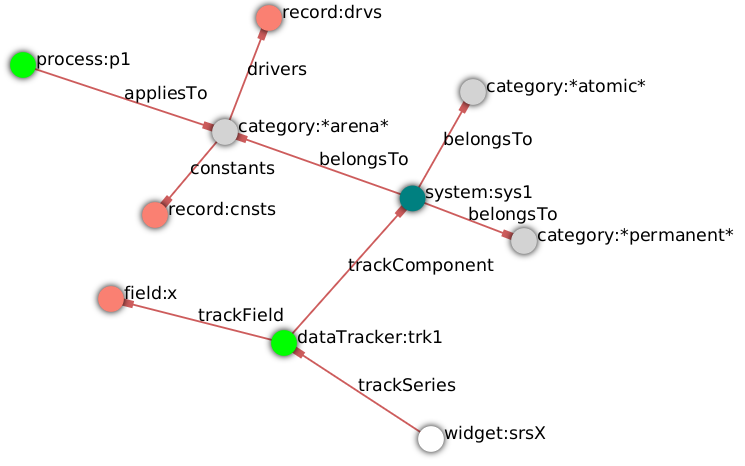 record:drvs
process:p1
drivers
appliesTo
category:*atomic*
category:*arena*
belongsTo
belongsTo
constants
system:sys1
record:cnsts
belongsTo
category:*permanent*
trackComponent
field:x
trackField
dataTracker:trk1
trackSeries
widget:srsX